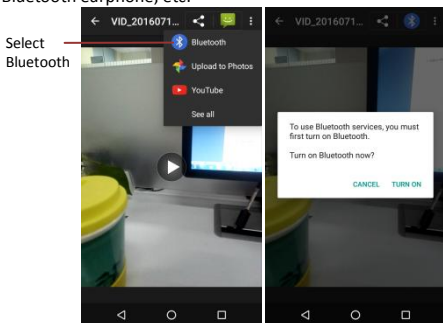 Bluetooth earphone, etc.
Select
Bluetooth
VID_2016071...
Bluetooth
Upload to Photos
YouTube
See all
VID_2016071...
To use Bluetooth services, you must
first turn on Bluetooth.
Turn on Bluetooth now?
CANCEL TURN ON